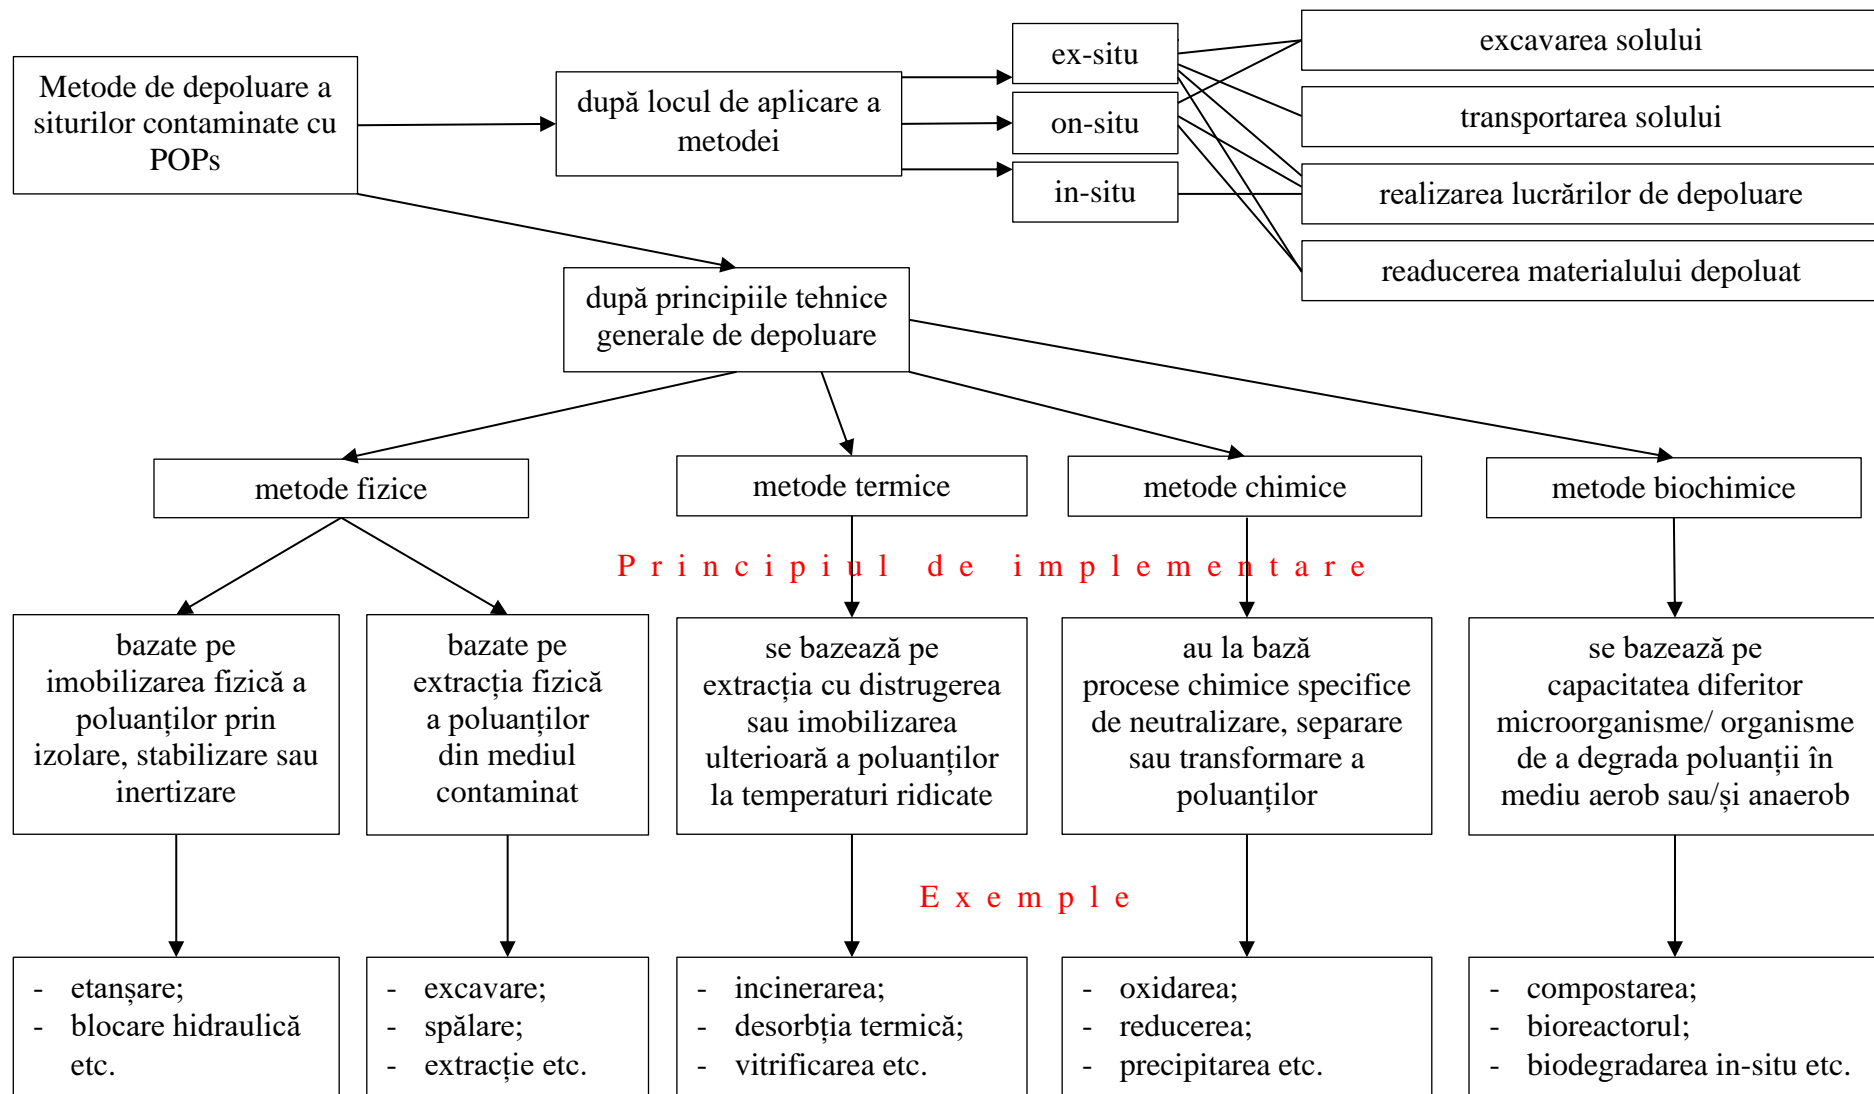 Metode de depoluare a
siturilor contaminate cu
POPs
după locul de aplicare a
metodei
ex-situ
on-situ
in-situ
excavarea solului
transportarea solului
realizarea lucrărilor de depoluare
readucerea materialului depoluat
după principiile tehnice
generale de depoluare
metode fizice
metode termice
metode chimice
metode biochimice
Principiul de implementare
bazate pe
imobilizarea fizică a
poluanților prin
izolare, stabilizare sau
inertizare
bazate pe
extracția fizică
a poluanților
din mediul
contaminat
se bazează pe
extracția cu distrugerea
sau imobilizarea
ulterioară a poluanților
la temperaturi ridicate
au la bază
procese chimice specifice
de neutralizare, separare
sau transformare a
poluanților
se bazează pe
capacitatea diferitor
microorganisme/ organisme
de a degrada poluanții în
mediu aerob sau/și anaerob
Exemple
- etanșare;
- blocare hidraulică
etc.
- excavare;
- spălare;
- extracție etc.
- incinerarea;
- desorbția termică;
- vitrificarea etc.
- oxidarea;
- reducerea;
- precipitarea etc.
- compostarea;
- bioreactorul;
- biodegradarea in-situ etc.